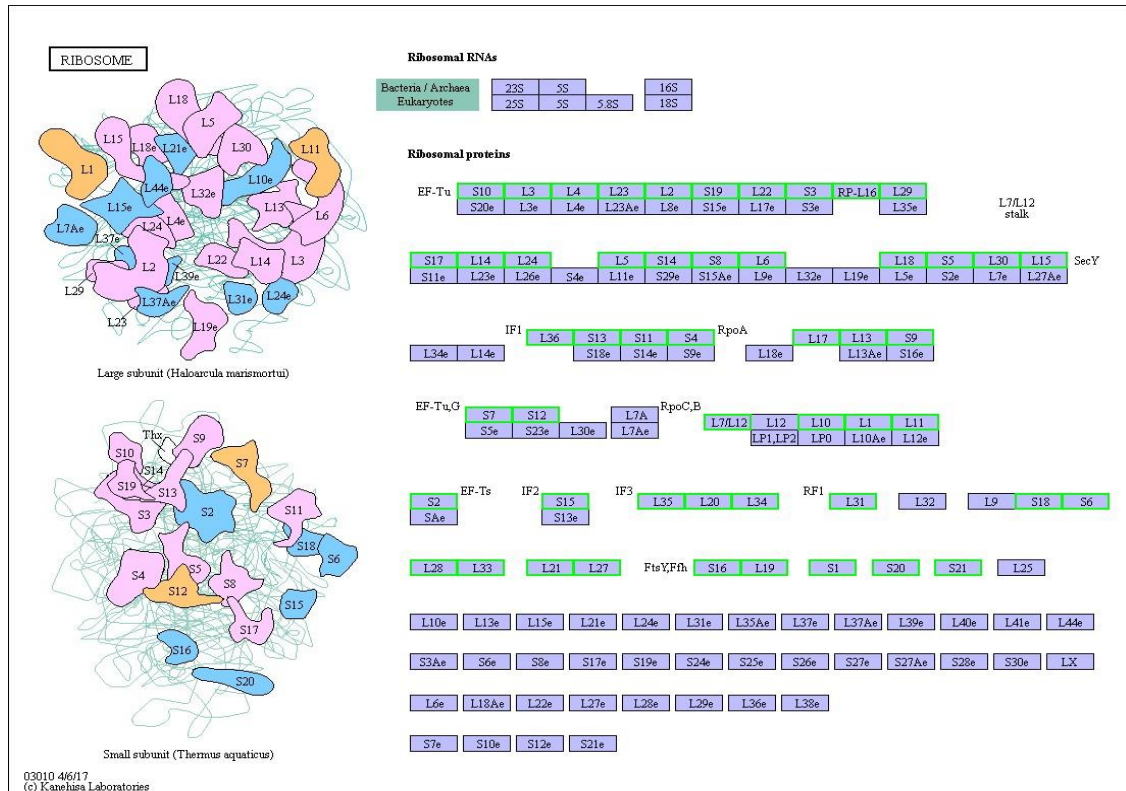 RIBOSOME
L18
L5
L15
L18e
L21e
L30
L11
L1
L44e
L10e
L32e
L15e
L13
L6
L7Ae
L4e
L24
L37e
L22
L14
L3
L2
L39e
L29
L37Ae
L31e
L24e
L23
L19e
Large subunit (Haloarcula marismortui)
Thx
S9
S10
S14
S7
S19
S13
S3
S2
S11
S18
S6
S4
S5
S8
S12
S15
S17
S16
S20
Small subunit (Thermus aquaticus)
03010 4/6/17
(c) Kanehisa Laboratories
Ribosomal RNAs
Bacteria / Archaea 23S 5S 16S
Eukaryotes 25S 5S 5.8S 18S
Ribosomal proteins
EF-Tu S10 L3 L4 L23 L2 S19 L22 S3 RP-L16 L29
S20e L3e L4e L23Ae L8e S15e L17e S3e L35e
L7/L12
stalk
S17 L14 L24 L5 S14 S8 L6 L18 S5 L30 L15 SecY
S11e L23e L26e S4e L11e S29e S15Ae L9e L32e L19e L5e S2e L7e L27Ae
IF1 L36 S13 S11 S4 RpoA L17 L13 S9
L34e L14e S18e S14e S9e L18e L13Ae S16e
EF-Tu,G S7 S12 L7A RpoC,B L7/L12 L12 L10 L1 L11
S5e S23e L30e L7Ae LP1,LP2 LP0 L10Ae L12e
S2 EF-Ts IF2 S15 IF3 L35 L20 L34 RF1 L31 L32 L9 S18 S6
SAe S13e
L28 L33 L21 L27 FtsY,Ffh S16 L19 S1 S20 S21 L25
L10e L13e L15e L21e L24e L31e L35Ae L37e L37Ae L39e L40e L41e L44e
S3Ae S6e S8e S17e S19e S24e S25e S26e S27e S27Ae S28e S30e LX
L6e L18Ae L22e L27e L28e L29e L36e L38e
S7e S10e S12e S21e